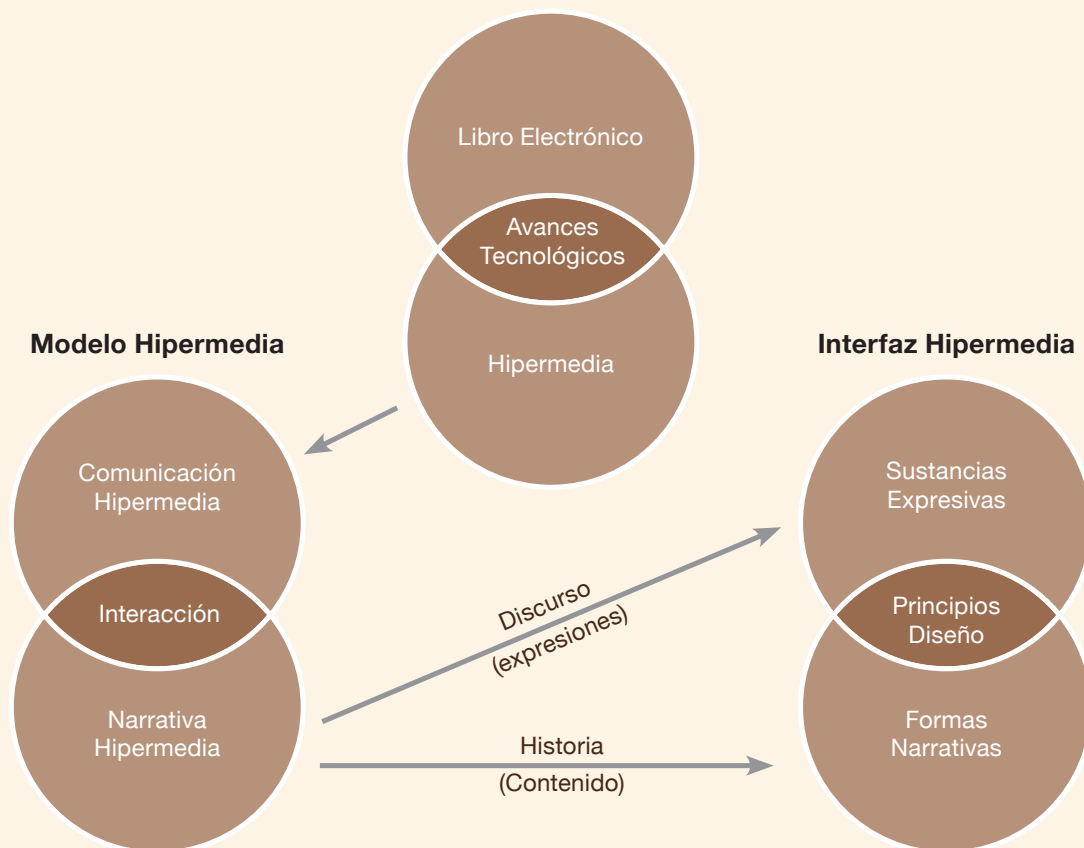 Libro Electrónico
Avances
Tecnológicos
Hipermedia
Modelo Hipermedia
Comunicación
Hipermedia
Interacción
Narrativa
Hipermedia
Discurso
(expresiones)
Historia
(Contenido)
Interfaz Hipermedia
Sustancias
Expresivas
Principios
Diseño
Formas
Narrativas